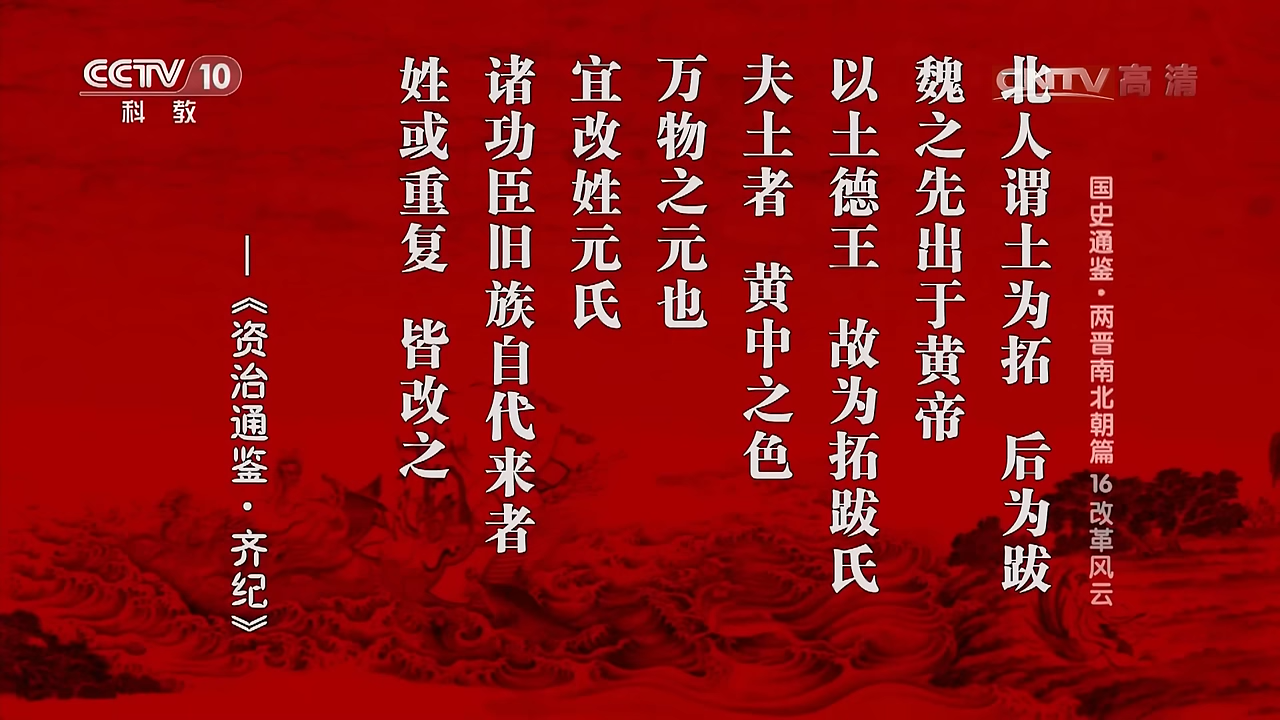 CCTV 10
科教
CNTV 高清
国史通鉴·两晋南北朝篇 16 改革风云
北人谓土为拓 后为跋
魏之先出于黄帝
以土德王 故为拓跋氏
夫土者 黄中之色
万物之元也
宜改姓元氏
诸功臣旧族自代来者
姓或重复 皆改之
—《资治通鉴·齐纪》